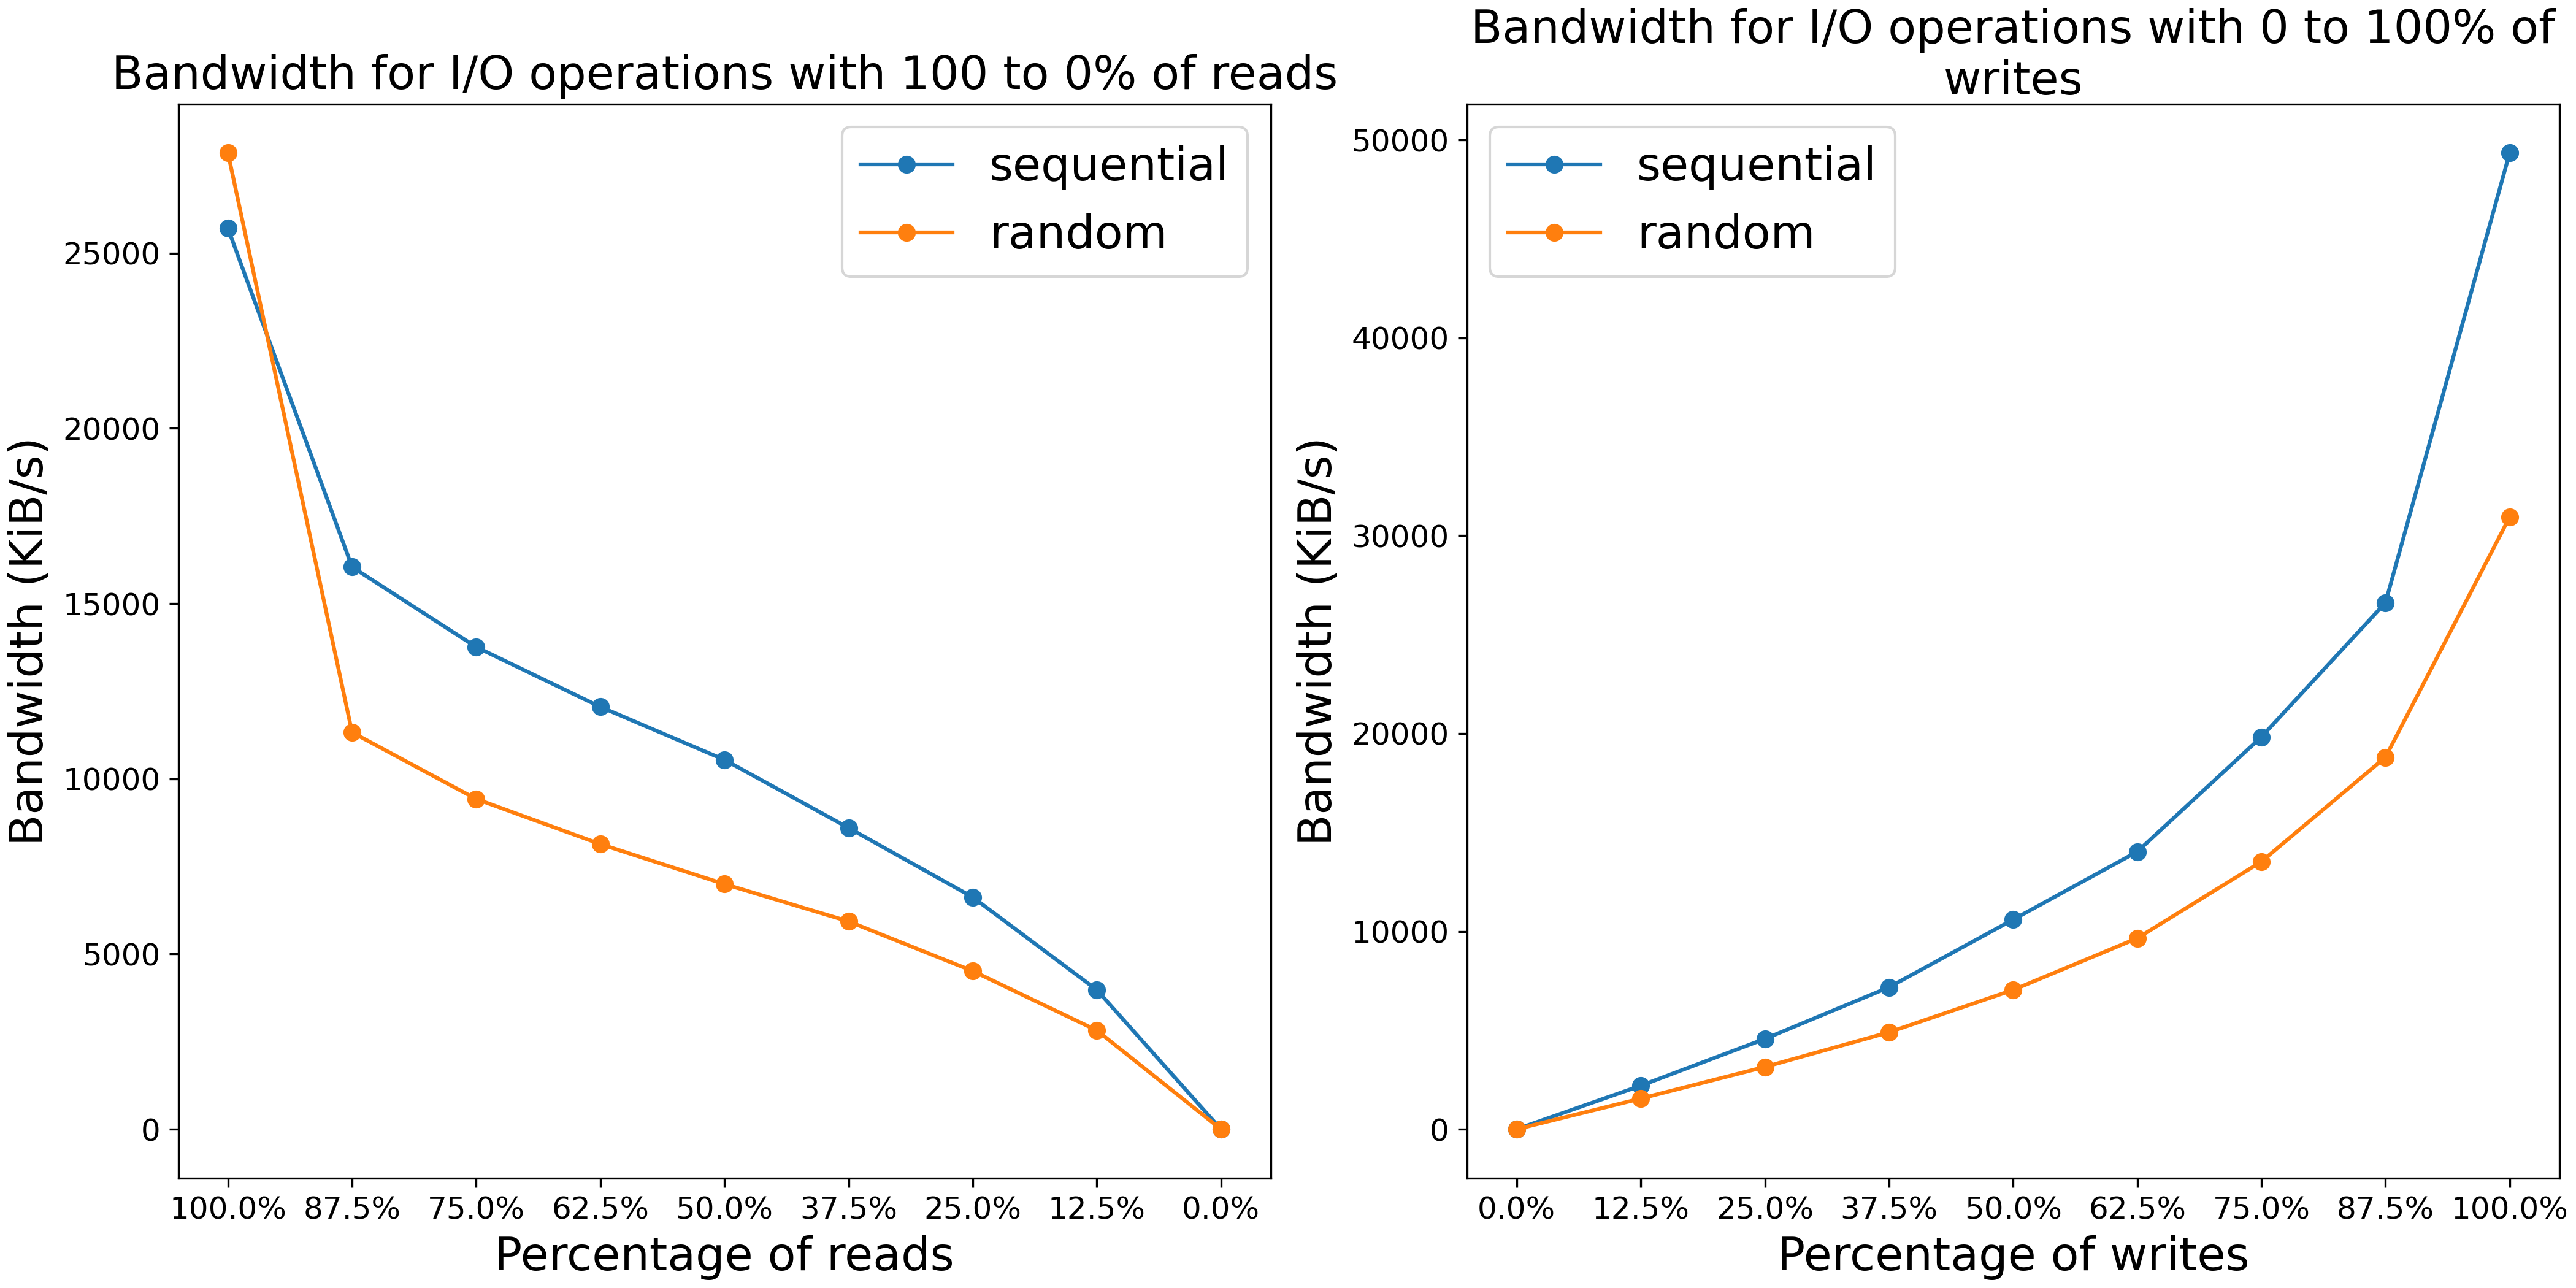 Bandwidth for I/O operations with 100 to 0% of reads
Bandwidth (KiB/s)
25000
20000
15000
10000
5000
0
sequential
random
100.0% 87.5% 75.0% 62.5% 50.0% 37.5% 25.0% 12.5% 0.0%
Percentage of reads
Bandwidth for I/O operations with 0 to 100% of
writes
Bandwidth (KiB/s)
50000
40000
30000
20000
10000
0
sequential
random
0.0% 12.5% 25.0% 37.5% 50.0% 62.5% 75.0% 87.5% 100.0%
Percentage of writes